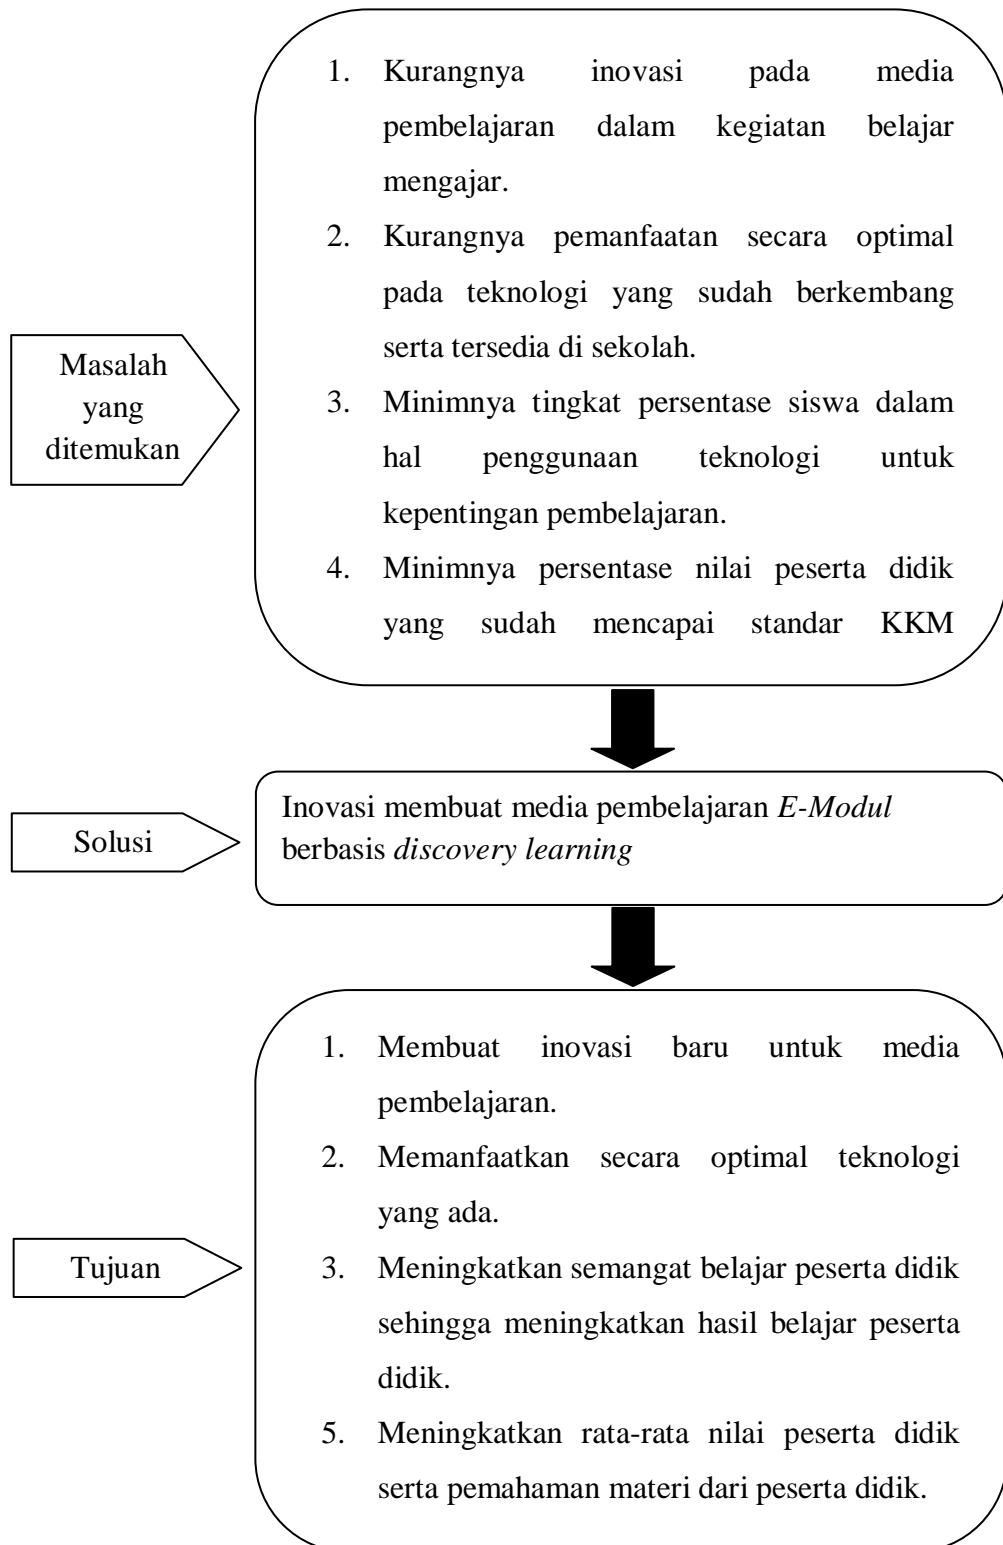 1. Kurangnya inovasi pada media
pembelajaran dalam kegiatan belajar
mengajar.
2. Kurangnya pemanfaatan secara optimal
pada teknologi yang sudah berkembang
serta tersedia di sekolah.
3. Minimnya tingkat persentase siswa dalam
hal penggunaan teknologi untuk
kepentingan pembelajaran.
4. Minimnya persentase nilai peserta didik
yang sudah mencapai standar KKM
Masalah
yang
ditemukan
Inovasi membuat media pembelajaran E-Modul
berbasis discovery learning
Solusi
1. Membuat inovasi baru untuk media
pembelajaran.
2. Memanfaatkan secara optimal teknologi
yang ada.
3. Meningkatkan semangat belajar peserta didik
sehingga meningkatkan hasil belajar peserta
didik.
5. Meningkatkan rata-rata nilai peserta didik
serta pemahaman materi dari peserta didik.
Tujuan